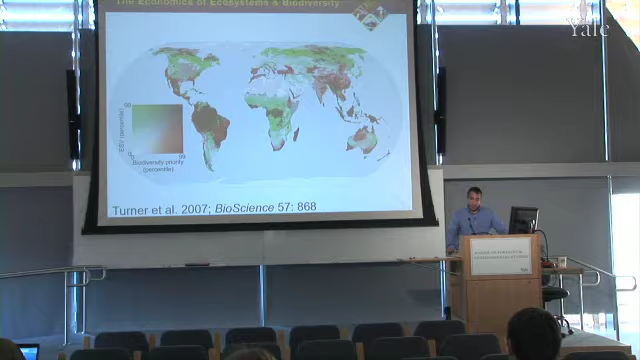 The Economics of Ecosystems & Biodiversity
Yale
99
ESV (percentile)
0
0
99
Biodiversity priority
(percentile)
Turner et al. 2007; BioScience 57: 868